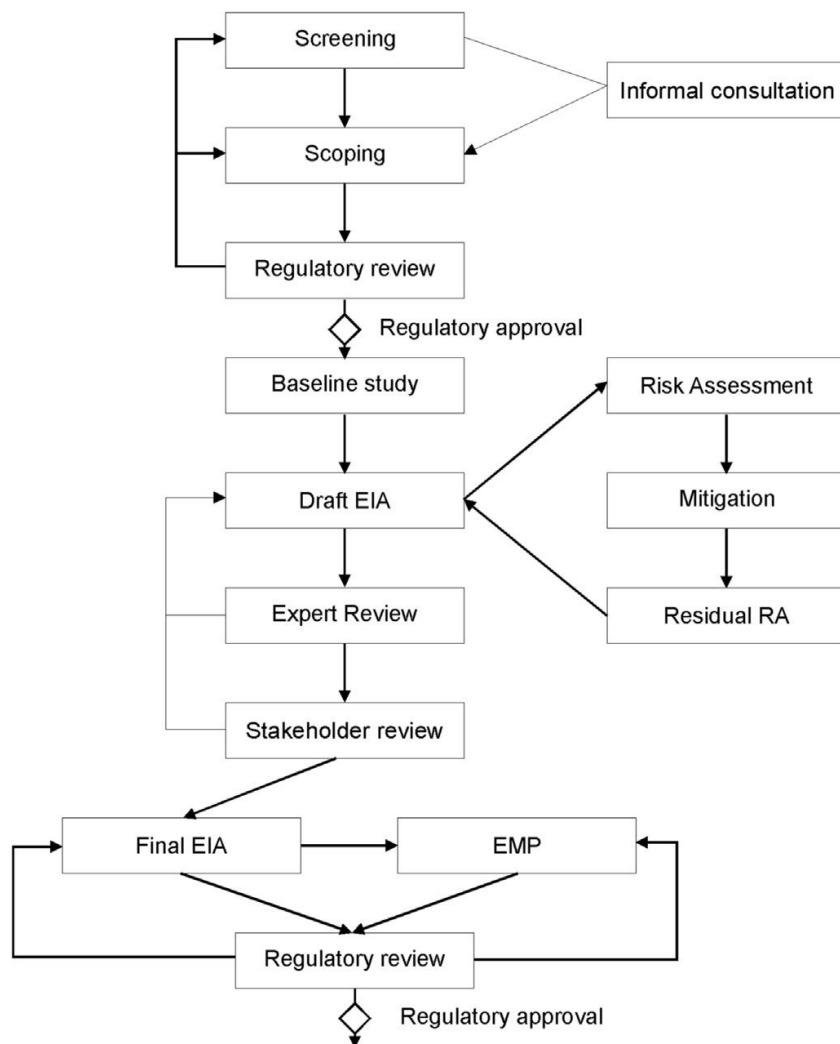 Screening
Informal consultation
Scoping
Regulatory review
Regulatory approval
Baseline study
Risk Assessment
Draft EIA
Mitigation
Expert Review
Residual RA
Stakeholder review
Final EIA
EMP
Regulatory review
Regulatory approval